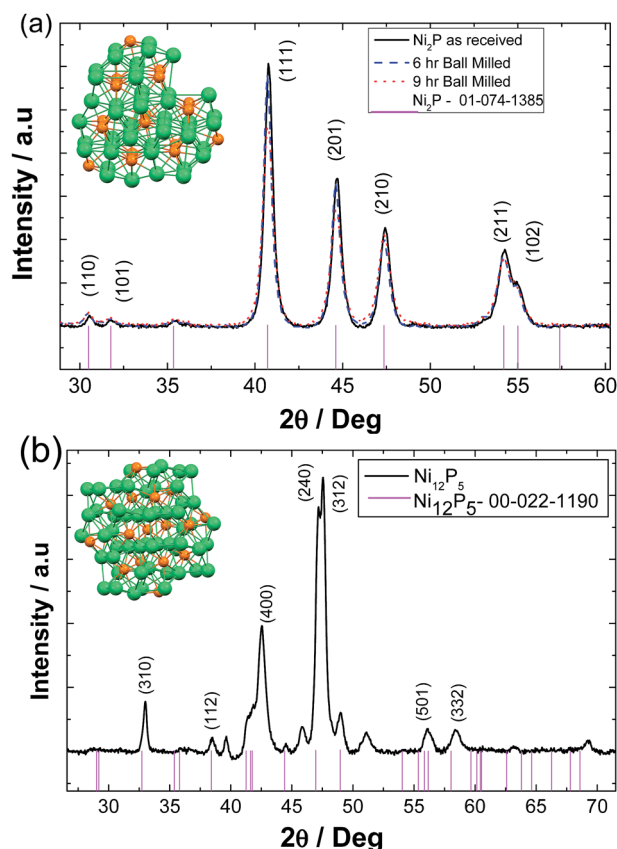 (a)
Ni₂P as received
6 hr Ball Milled
9 hr Ball Milled
Ni₂P - 01-074-1385
(111)
(201)
(210)
(211)
(102)
(110)
(101)
Intensity / a.u
30 35 40 45 50 55 60
2θ / Deg
(b)
Ni₁₂P₅
Ni₁₂P₅- 00-022-1190
(240)
(312)
(400)
(310)
(112)
(501)
(332)
Intensity / a.u
30 35 40 45 50 55 60 65 70
2θ / Deg